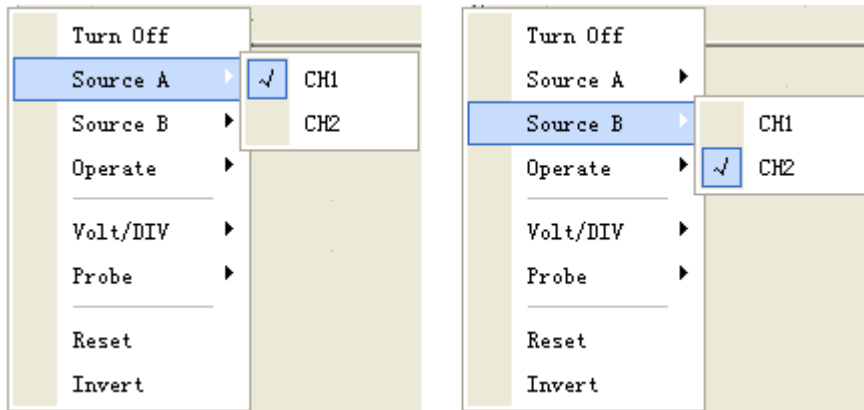 Turn Off
Source A
CH1
CH2
Source B
Operate
Volt/DIV
Probe
Reset
Invert
Turn Off
Source A
Source B
CH1
CH2
Operate
Volt/DIV
Probe
Reset
Invert